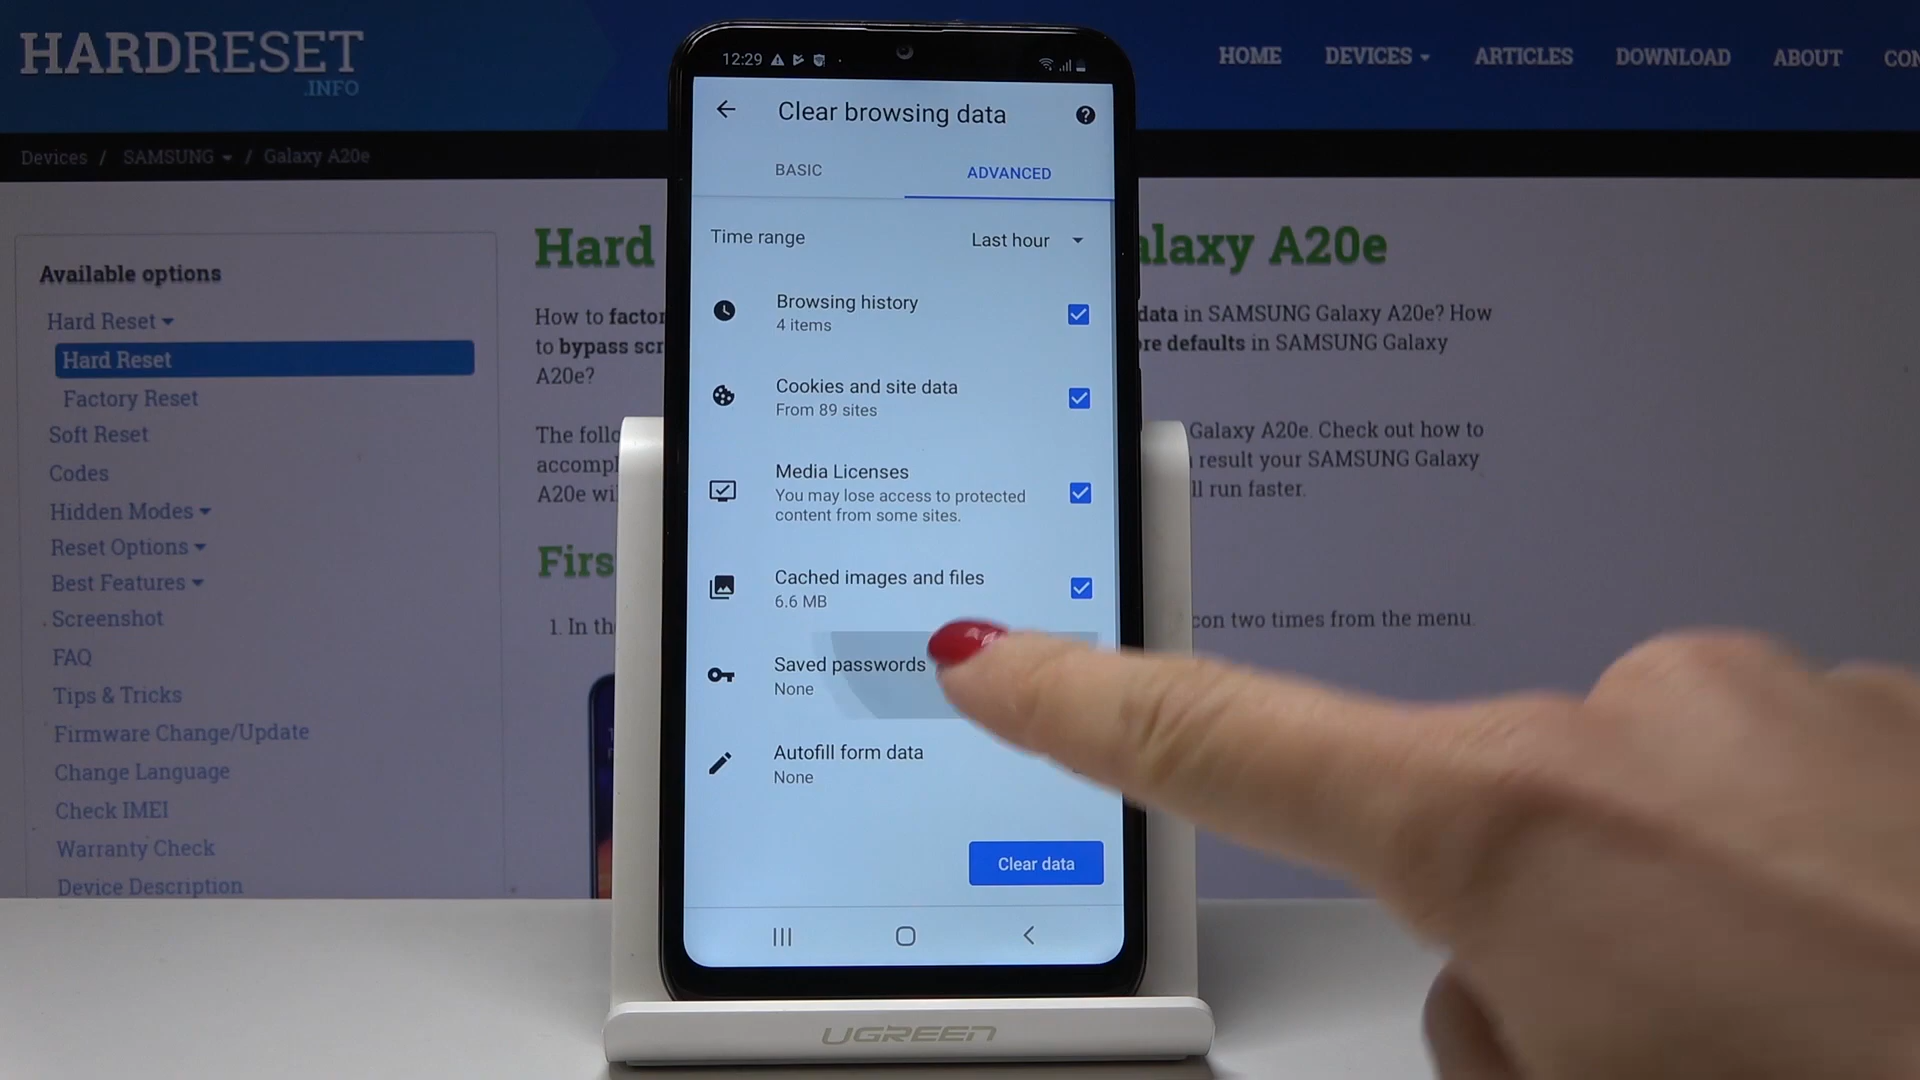 HARDRESET
.INFO
HOME
DEVICES
ARTICLES
DOWNLOAD
ABOUT
Devices / SAMSUNG / Galaxy A20e
Available options
Hard Reset
Hard Reset
Factory Reset
Soft Reset
Codes
Hidden Modes
Reset Options
Best Features
Screenshot
FAQ
Tips & Tricks
Firmware Change/Update
Change Language
Check IMEI
Warranty Check
Device Description
Hard
alaxy A20e
How to factor
data in SAMSUNG Galaxy A20e? How
to bypass scr
re defaults in SAMSUNG Galaxy
A20e?
The follo
Galaxy A20e. Check out how to
accompl
result your SAMSUNG Galaxy
A20e wi
ll run faster.
Firs
1. In th
con two times from the menu.
12:29
Clear browsing data
BASIC
ADVANCED
Time range
Last hour
Browsing history
4 items
Cookies and site data
From 89 sites
Media Licenses
You may lose access to protected
content from some sites.
Cached images and files
6.6 MB
Saved passwords
None
Autofill form data
None
Clear data
UGREEN